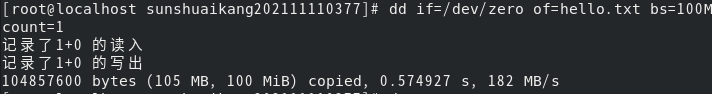 [root@localhost sunshuaikang202111110377]# dd if=/dev/zero of=hello.txt bs=100M
count=1
记录了1+0 的读入
记录了1+0 的写出
104857600 bytes (105 MB, 100 MiB) copied, 0.574927 s, 182 MB/s